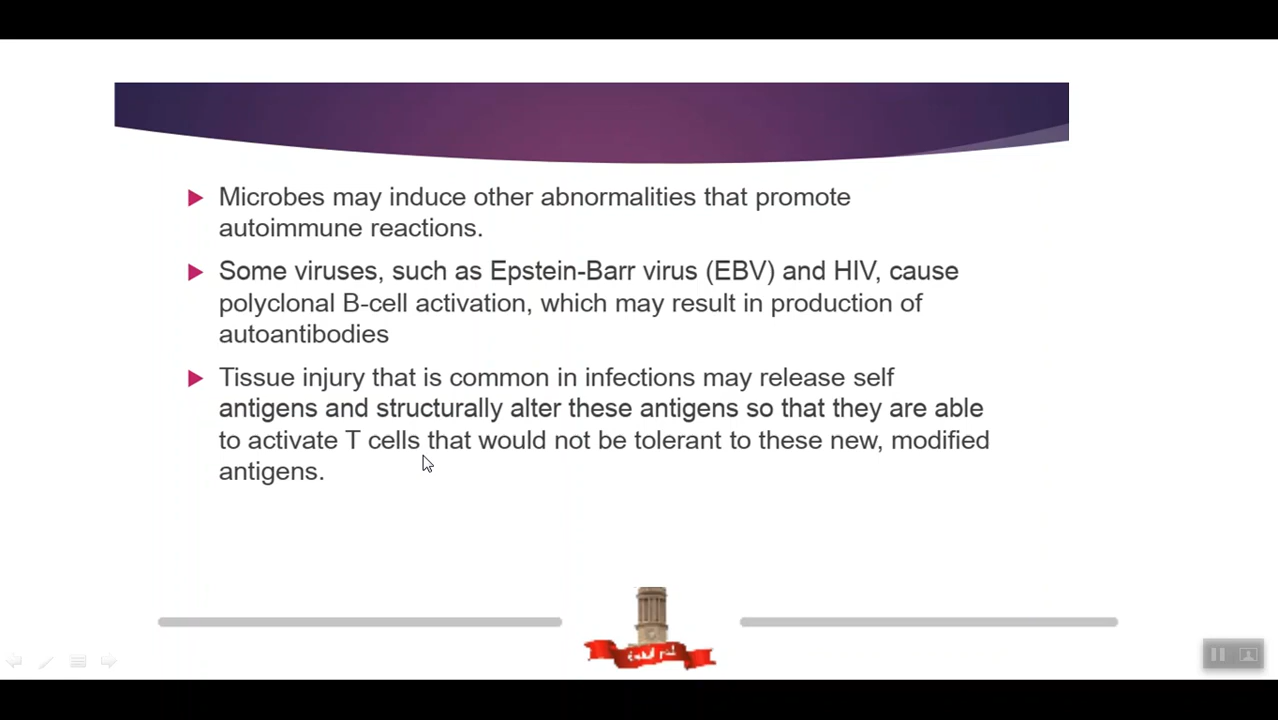 Microbes may induce other abnormalities that promote
autoimmune reactions.
Some viruses, such as Epstein-Barr virus (EBV) and HIV, cause
polyclonal B-cell activation, which may result in production of
autoantibodies
Tissue injury that is common in infections may release self
antigens and structurally alter these antigens so that they are able
to activate T cells that would not be tolerant to these new, modified
antigens.